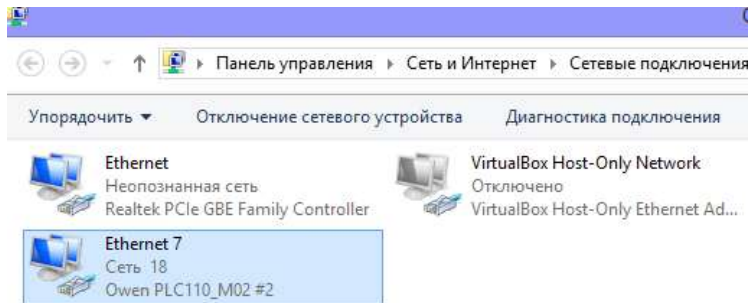 Панель управления ▸ Сеть и Интернет ▸ Сетевые подключения
Упорядочить ▾ Отключение сетевого устройства Диагностика подключения
Ethernet
Неопознанная сеть
Realtek PCIe GBE Family Controller
VirtualBox Host-Only Network
Отключено
VirtualBox Host-Only Ethernet Ad...
Ethernet 7
Сеть 18
Owen PLC110_M02 #2